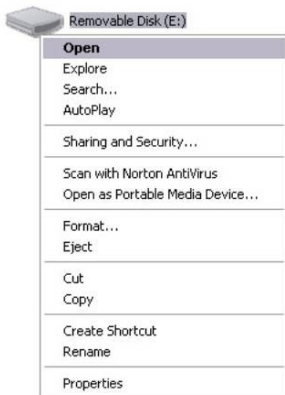 Removable Disk (E:)
Open
Explore
Search...
AutoPlay
Sharing and Security...
Scan with Norton AntiVirus
Open as Portable Media Device...
Format...
Eject
Cut
Copy
Create Shortcut
Rename
Properties